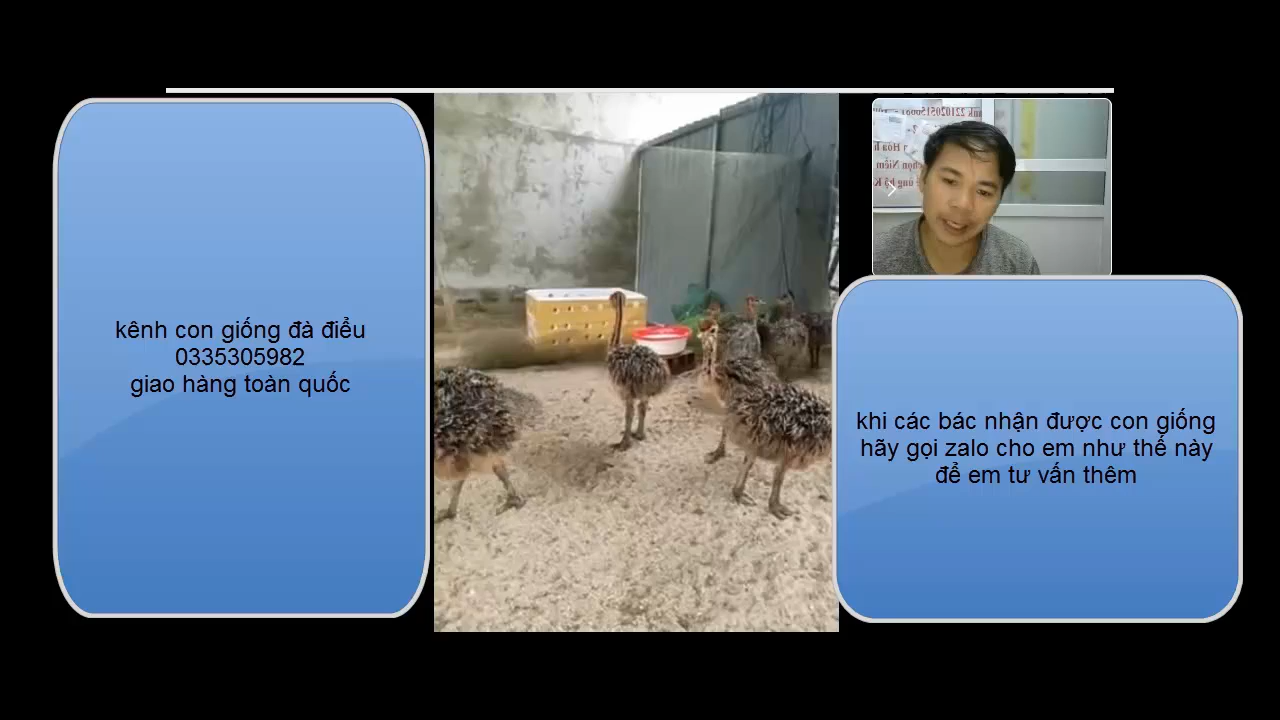 kênh con giống đà điểu
0335305982
giao hàng toàn quốc
khi các bác nhận được con giống
hãy gọi zalo cho em như thế này
để em tư vấn thêm